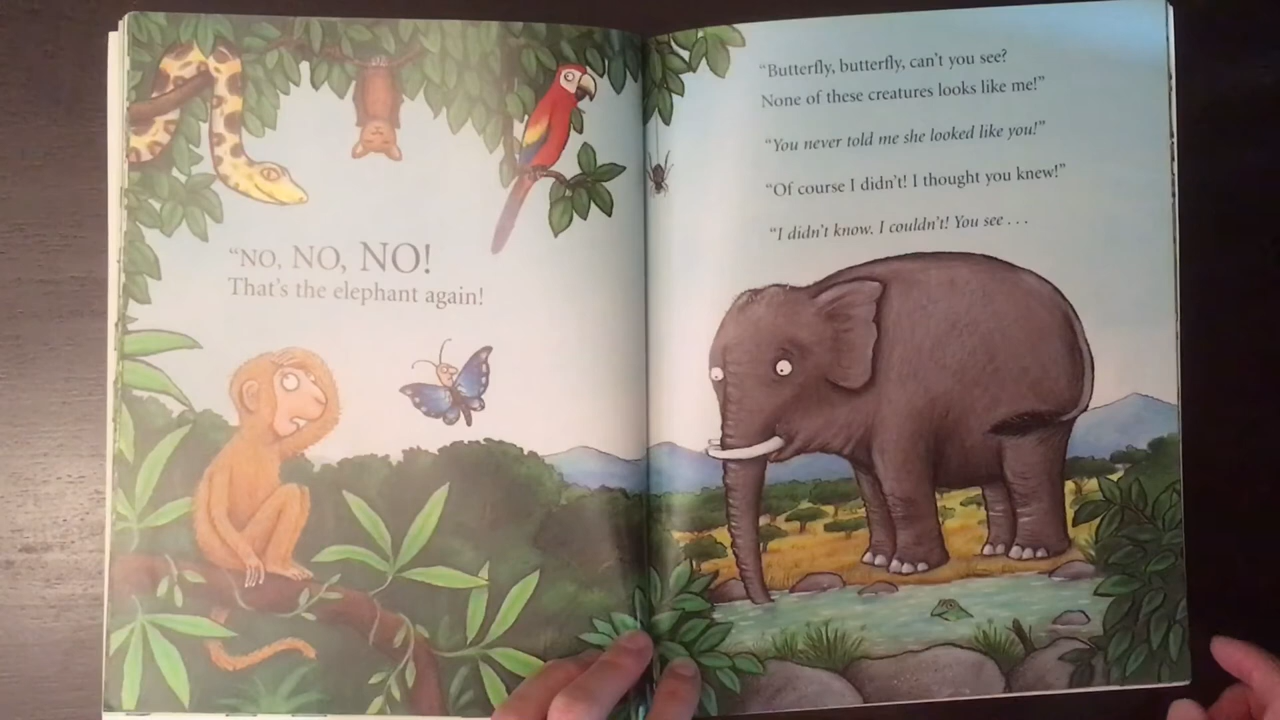 “NO, NO, NO!
That’s the elephant again!
“Butterfly, butterfly, can’t you see?
None of these creatures looks like me!”
“You never told me she looked like you!”
“Of course I didn’t! I thought you knew!”
“I didn’t know. I couldn’t! You see . . .